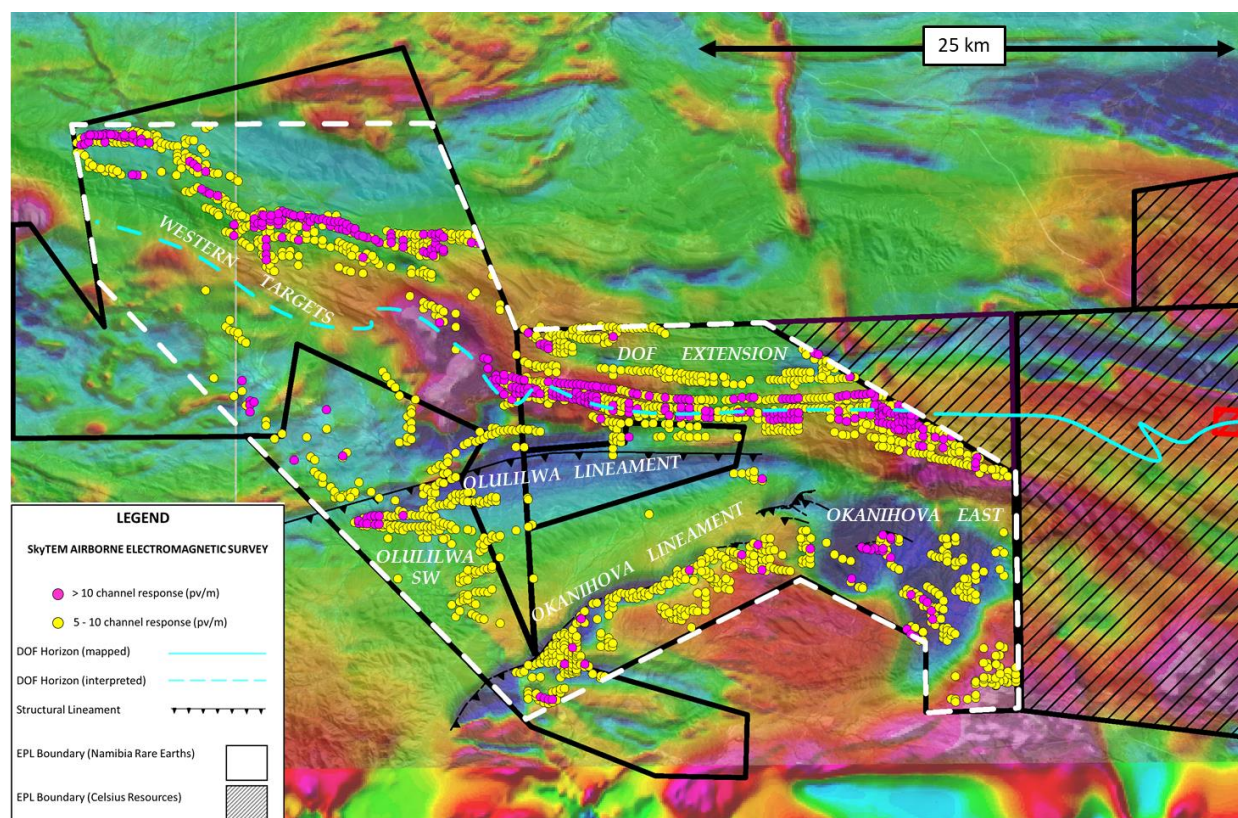 25 km
WESTERN
TARGETS
DOF EXTENSION
OLULILWA LINEAMENT
OKANIHOVA EAST
OKANIHOVA LINEAMENT
OLULILWA
SW
LEGEND
SkyTEM AIRBORNE ELECTROMAGNETIC SURVEY
> 10 channel response (pv/m)
5 - 10 channel response (pv/m)
DOF Horizon (mapped)
DOF Horizon (interpreted)
Structural Lineament
EPL Boundary (Namibia Rare Earths)
EPL Boundary (Celsius Resources)